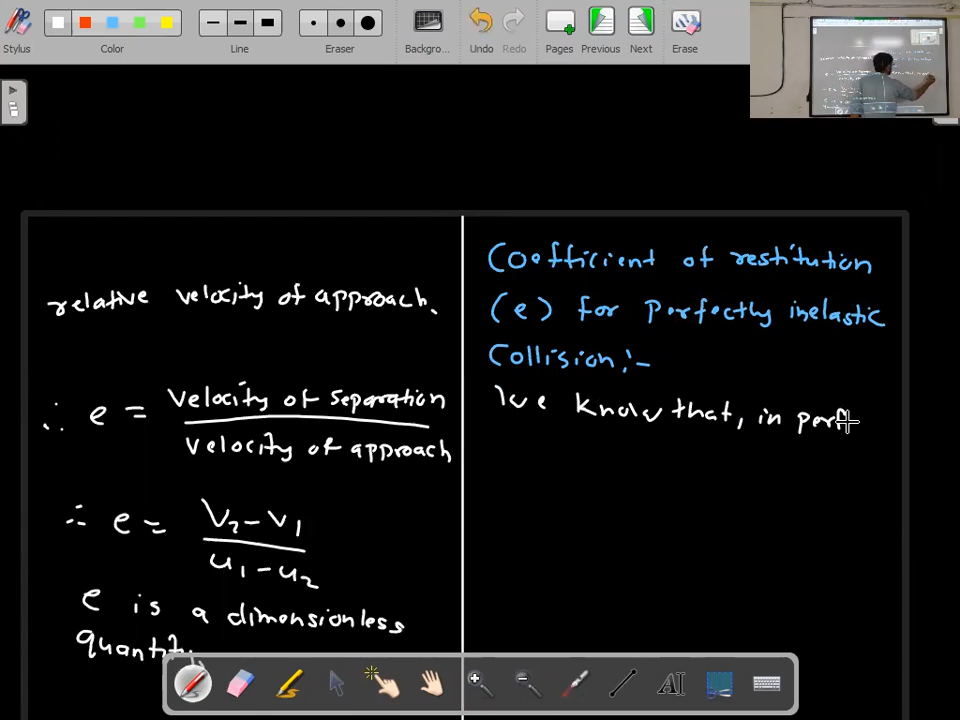 Stylus
Color
Line
Eraser
Backgro...
Undo
Redo
Pages
Previous
Next
Erase
relative velocity of approach.
∴ e = velocity of separation / velocity of approach
∴ e = V₂ - V₁ / u₁ - u₂
e is a dimensionless
quantity
Coefficient of restitution
(e) for perfectly inelastic
Collision :-
We know that, in perf
AI